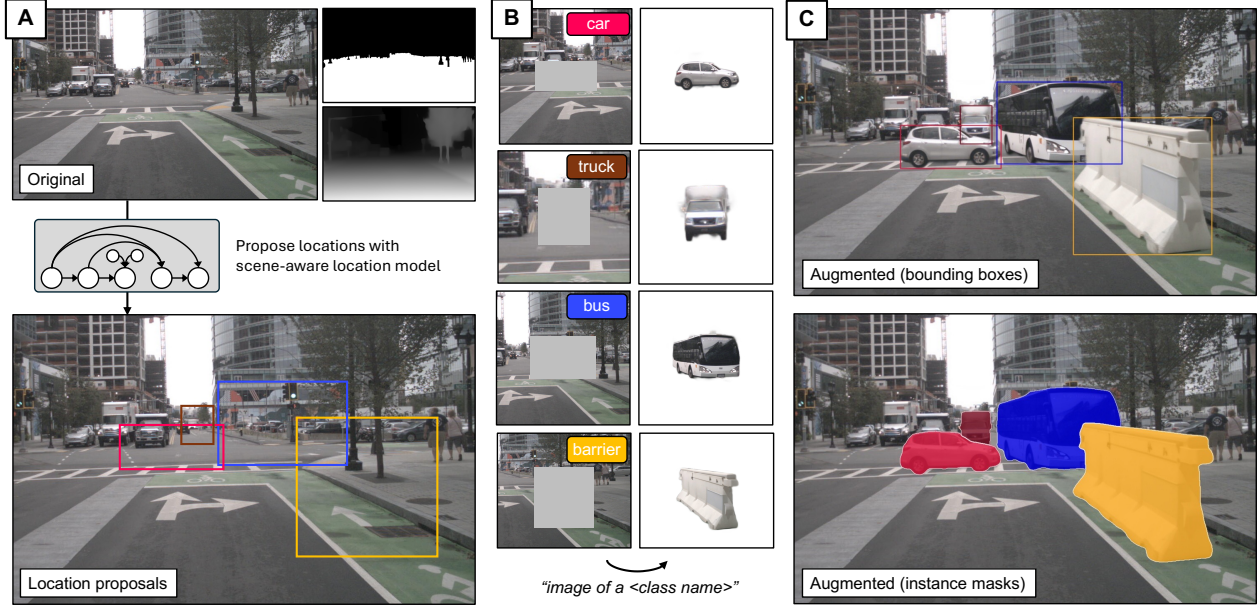 A
Original
Propose locations with
scene-aware location model
Location proposals
B
car
truck
bus
barrier
“image of a <class name>”
C
Augmented (bounding boxes)
Augmented (instance masks)